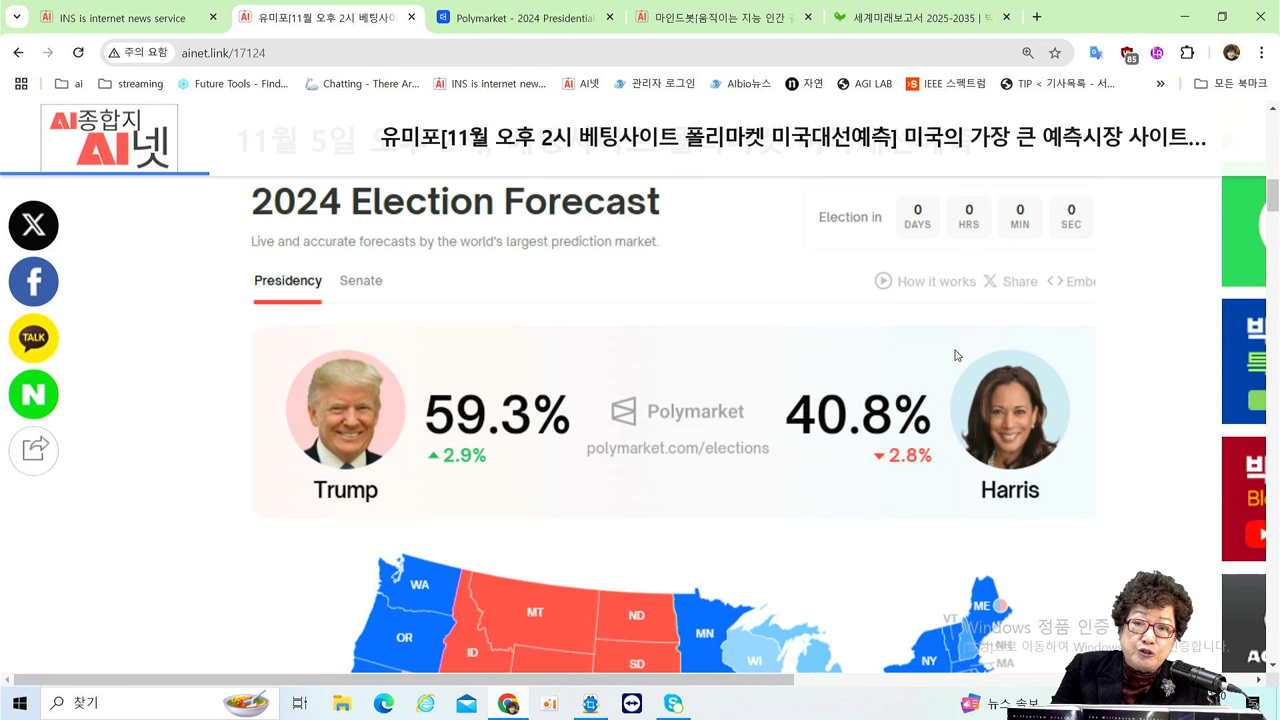 INS is internet news service
유미포[11월 오후 2시 베팅사이
Polymarket - 2024 Presidential
마인드봇[움직이는 지능 인간
세계미래보고서 2025-2035 |
주의 요함
ainet.link/17124
85
ai
streaming
Future Tools - Find...
Chatting - There Ar...
INS is internet new...
AI넷
관리자 로그인
AIbio뉴스
자연
AGI LAB
IEEE 스펙트럼
TIP < 기사목록 - 서...
»
모든 북마크
AI종합지
AI넷
유미포[11월 오후 2시 베팅사이트 폴리마켓 미국대선예측] 미국의 가장 큰 예측시장 사이트...
11월 5일
2024 Election Forecast
Live and accurate forecasts by the world's largest prediction market.
Election in
0 DAYS
0 HRS
0 MIN
0 SEC
Presidency
Senate
How it works
Share
Embe
TALK
N
59.3%
2.9%
Trump
Polymarket
polymarket.com/elections
40.8%
2.8%
Harris
WA
OR
MT
ID
ND
SD
MN
WI
VT
ME
NY
MA
Windows 정품 인증
이동하여
찾기
뉴스 속보